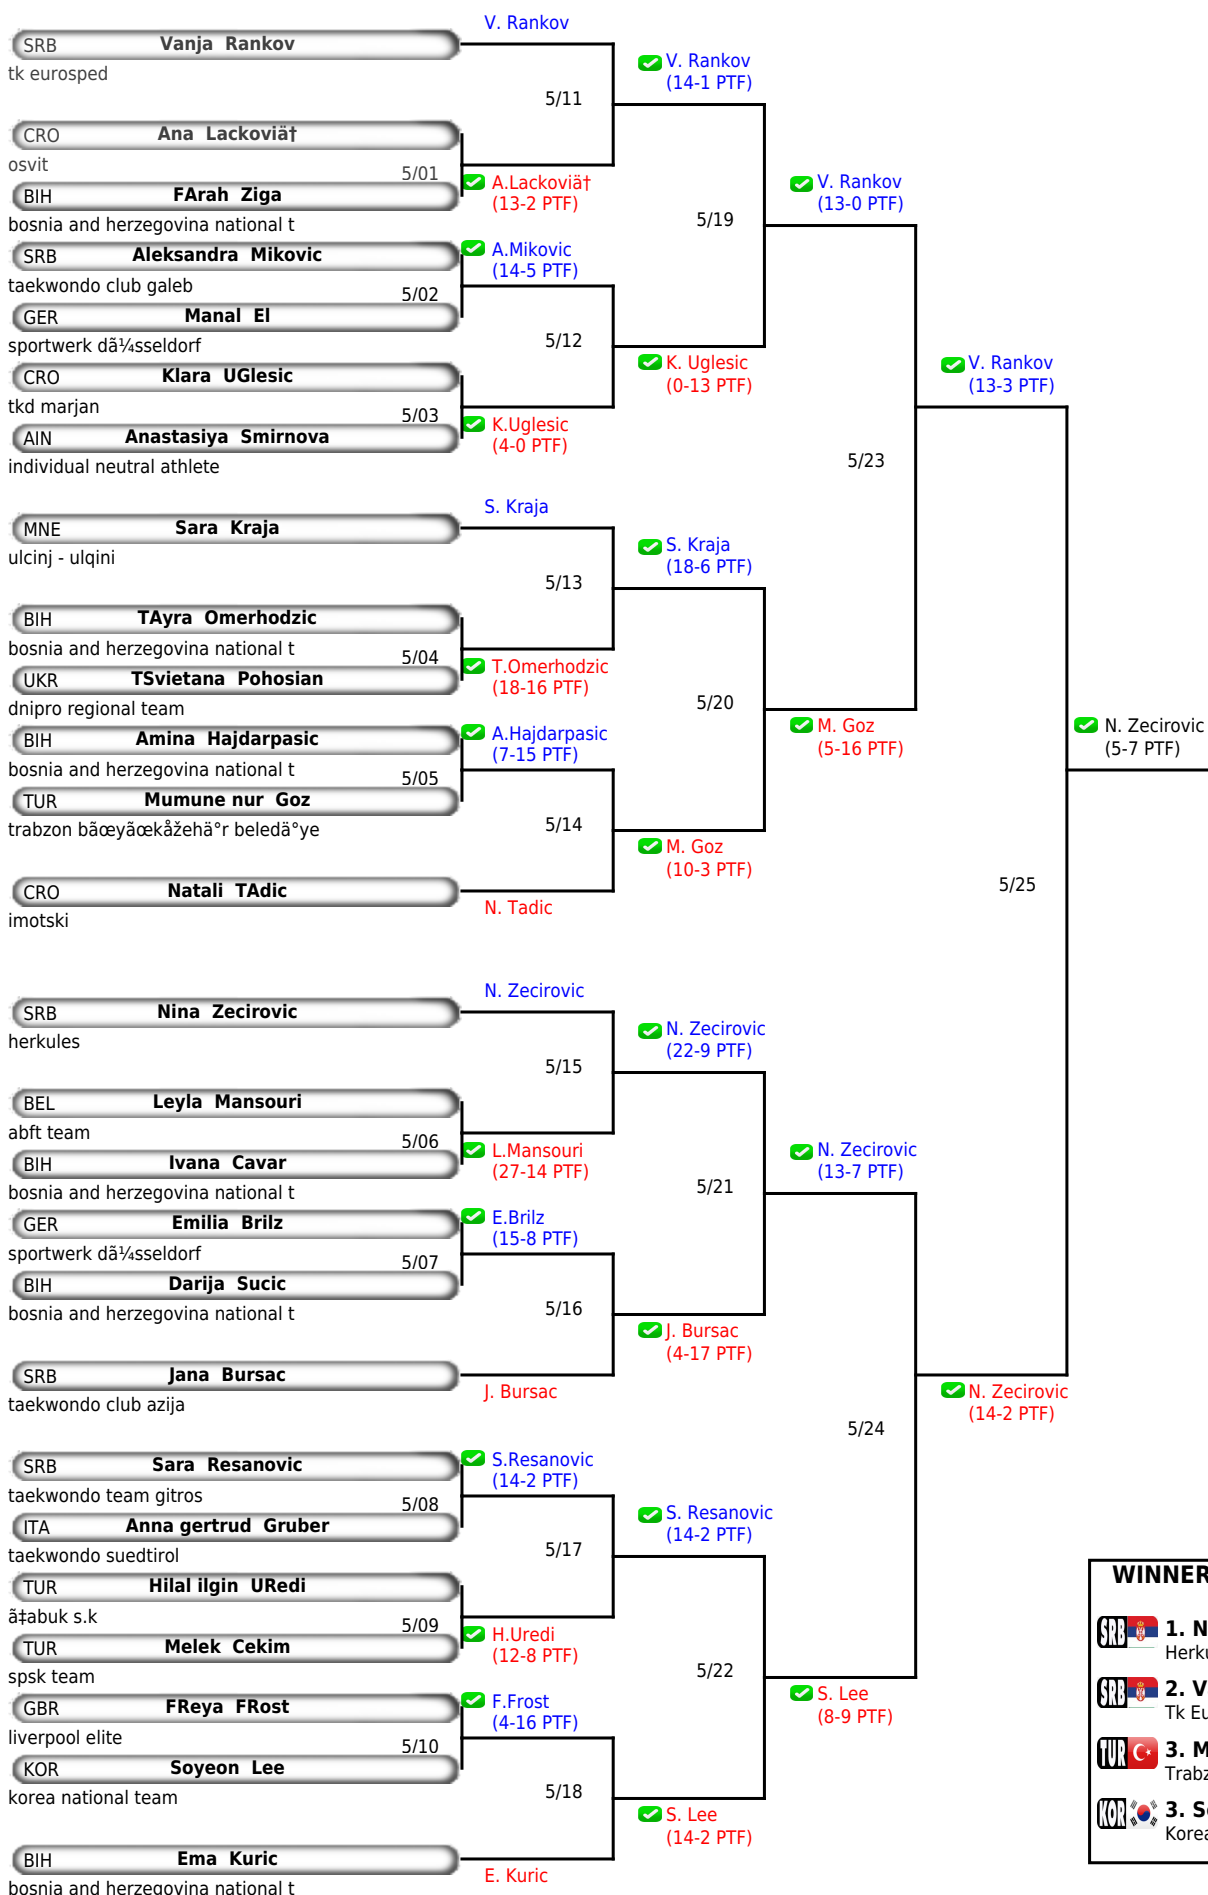 V. Rankov
SRB Vanja Rankov
tk eurosped
V. Rankov
(14-1 PTF)
5/11
CRO Ana Lackoviä†
osvit
5/01
A.Lackoviä†
(13-2 PTF)
BIH FArah Ziga
bosnia and herzegovina national t
V. Rankov
(13-0 PTF)
5/19
SRB Aleksandra Mikovic
taekwondo club galeb
A.Mikovic
(14-5 PTF)
5/02
GER Manal El
sportwerk dã¼sseldorf
5/12
K. Uglesic
(0-13 PTF)
CRO Klara UGlesic
tkd marjan
5/03
K.Uglesic
(4-0 PTF)
AIN Anastasiya Smirnova
individual neutral athlete
V. Rankov
(13-3 PTF)
5/23
S. Kraja
MNE Sara Kraja
ulcinj - ulqini
S. Kraja
(18-6 PTF)
5/13
BIH TAyra Omerhodzic
bosnia and herzegovina national t
5/04
T.Omerhodzic
(18-16 PTF)
UKR TSvietana Pohosian
dnipro regional team
5/20
M. Goz
(5-16 PTF)
N. Zecirovic
(5-7 PTF)
BIH Amina Hajdarpasic
bosnia and herzegovina national t
A.Hajdarpasic
(7-15 PTF)
5/05
TUR Mumune nur Goz
trabzon bãœyãœkåžehä°r beledä°ye
5/14
M. Goz
(10-3 PTF)
CRO Natali TAdic
imotski
N. Tadic
5/25
N. Zecirovic
SRB Nina Zecirovic
herkules
N. Zecirovic
(22-9 PTF)
5/15
BEL Leyla Mansouri
abft team
5/06
L.Mansouri
(27-14 PTF)
BIH Ivana Cavar
bosnia and herzegovina national t
N. Zecirovic
(13-7 PTF)
5/21
GER Emilia Brilz
sportwerk dã¼sseldorf
E.Brilz
(15-8 PTF)
5/07
BIH Darija Sucic
bosnia and herzegovina national t
5/16
J. Bursac
(4-17 PTF)
SRB Jana Bursac
taekwondo club azija
J. Bursac
N. Zecirovic
(14-2 PTF)
5/24
SRB Sara Resanovic
taekwondo team gitros
S.Resanovic
(14-2 PTF)
5/08
ITA Anna gertrud Gruber
taekwondo suedtirol
S. Resanovic
(14-2 PTF)
5/17
TUR Hilal ilgin URedi
ã‡abuk s.k
5/09
H.Uredi
(12-8 PTF)
TUR Melek Cekim
spsk team
5/22
S. Lee
(8-9 PTF)
GBR FReya FRost
liverpool elite
F.Frost
(4-16 PTF)
5/10
KOR Soyeon Lee
korea national team
5/18
S. Lee
(14-2 PTF)
BIH Ema Kuric
bosnia and herzegovina national t
E. Kuric
WINNER
SRB 1. N
Herku
SRB 2. V
Tk Eu
TUR 3. M
Trabz
KOR 3. So
Korea